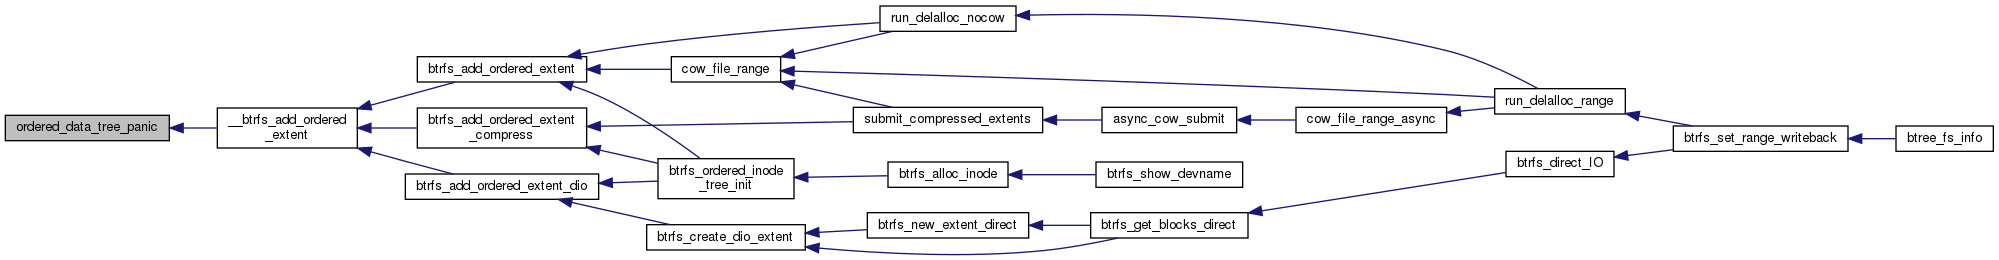 ordered_data_tree_panic
__btrfs_add_ordered
_extent
btrfs_add_ordered_extent
btrfs_add_ordered_extent
_compress
btrfs_add_ordered_extent_dio
cow_file_range
btrfs_ordered_inode
_tree_init
btrfs_create_dio_extent
run_delalloc_nocow
submit_compressed_extents
btrfs_alloc_inode
btrfs_new_extent_direct
async_cow_submit
btrfs_show_devname
btrfs_get_blocks_direct
cow_file_range_async
run_delalloc_range
btrfs_direct_IO
btrfs_set_range_writeback
btree_fs_info